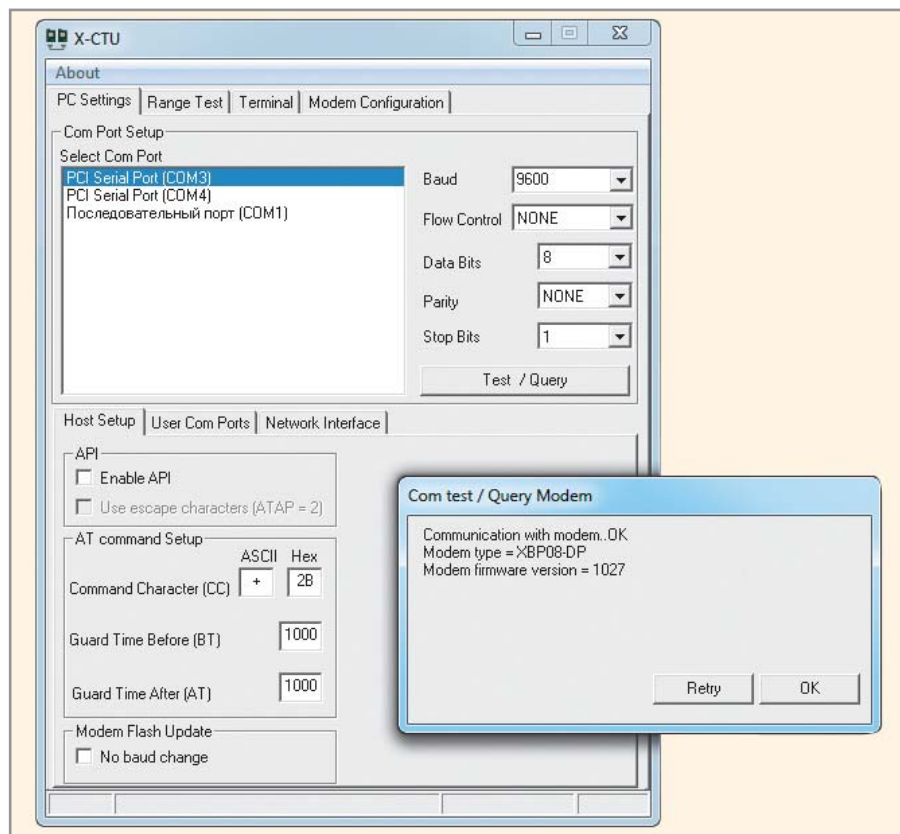 X-CTU
About
PC Settings Range Test Terminal Modem Configuration
Com Port Setup
Select Com Port
PCI Serial Port (COM3)
PCI Serial Port (COM4)
Последовательный порт (COM1)
Baud 9600
Flow Control NONE
Data Bits 8
Parity NONE
Stop Bits 1
Test / Query
Host Setup User Com Ports Network Interface
API
Enable API
Use escape characters (ATAP = 2)
AT command Setup
ASCII Hex
Command Character (CC) + 2B
Guard Time Before (BT) 1000
Guard Time After (AT) 1000
Modem Flash Update
No baud change
Com test / Query Modem
Communication with modem..OK
Modem type = XBP08-DP
Modem firmware version = 1027
Retry OK